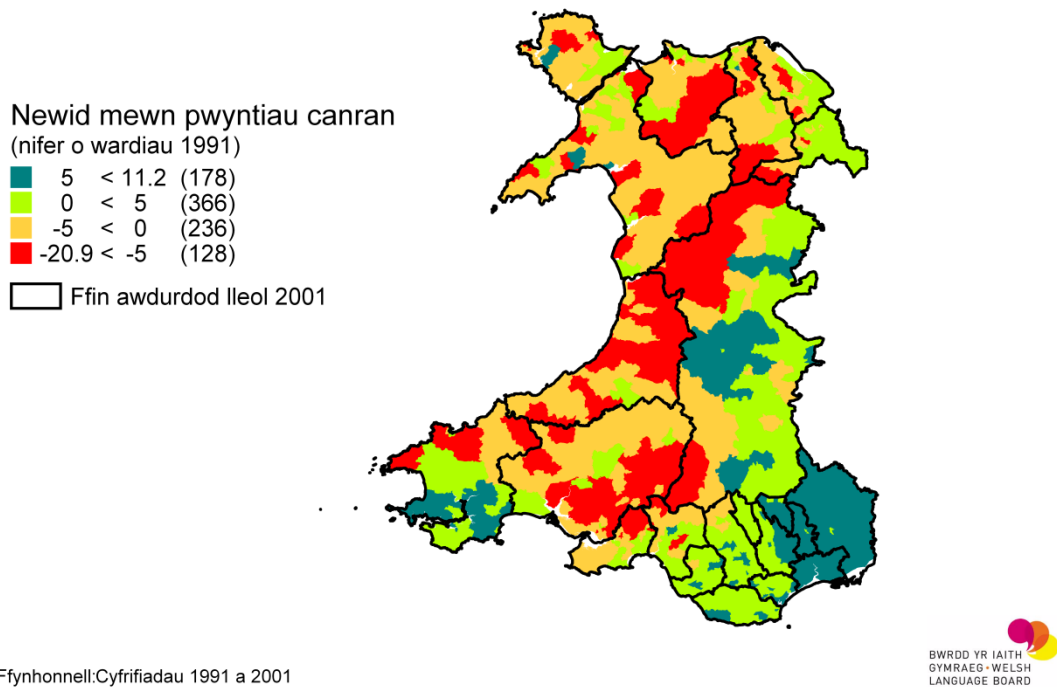 Newid mewn pwyntiau canran
(nifer o wardiau 1991)
5 < 11.2 (178)
0 < 5 (366)
-5 < 0 (236)
-20.9 < -5 (128)
Ffin awdurdod lleol 2001
Ffynhonnell:Cyfrifiadau 1991 a 2001
BWRDD YR IAITH
GYMRAEG • WELSH
LANGUAGE BOARD